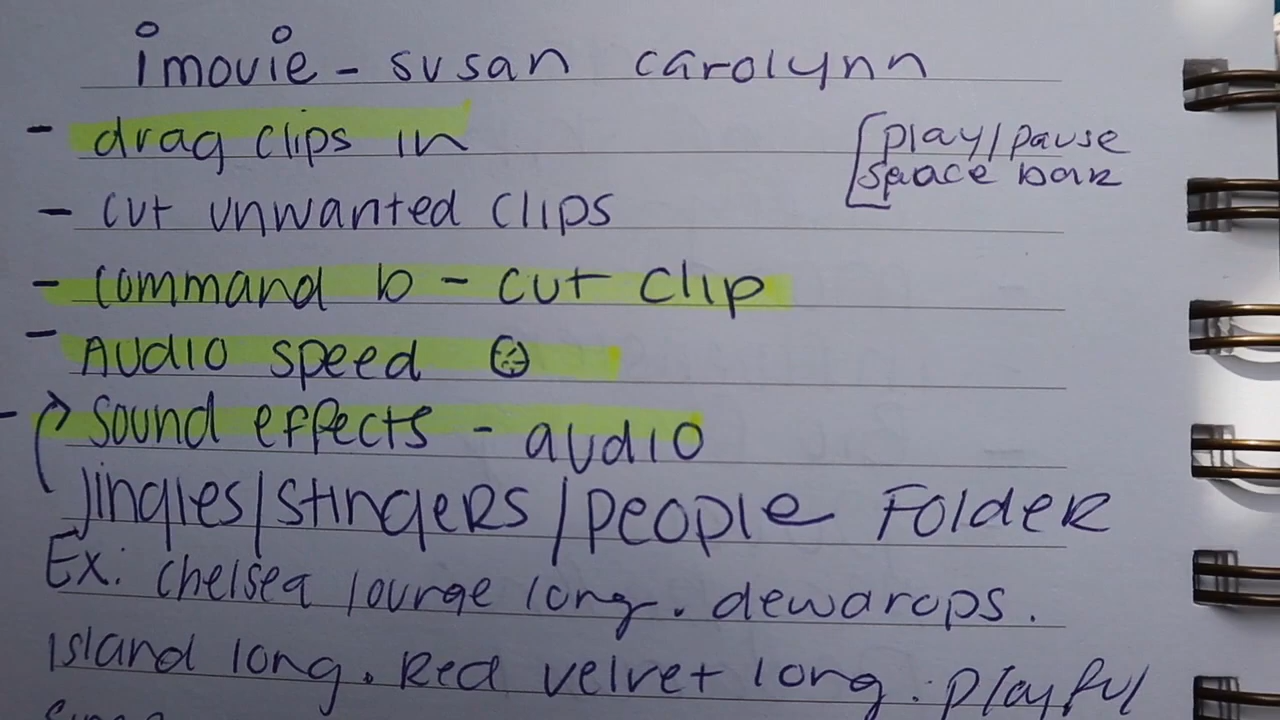 imovie - susan carolynn
- drag clips in
[play/pause
space bar
- cut unwanted clips
- command b - cut clip
- Audio speed
- sound effects - audio
Jingles/stingers/people Folder
Ex: chelsea lounge long. dewarops.
island long. Red velvet long. playful